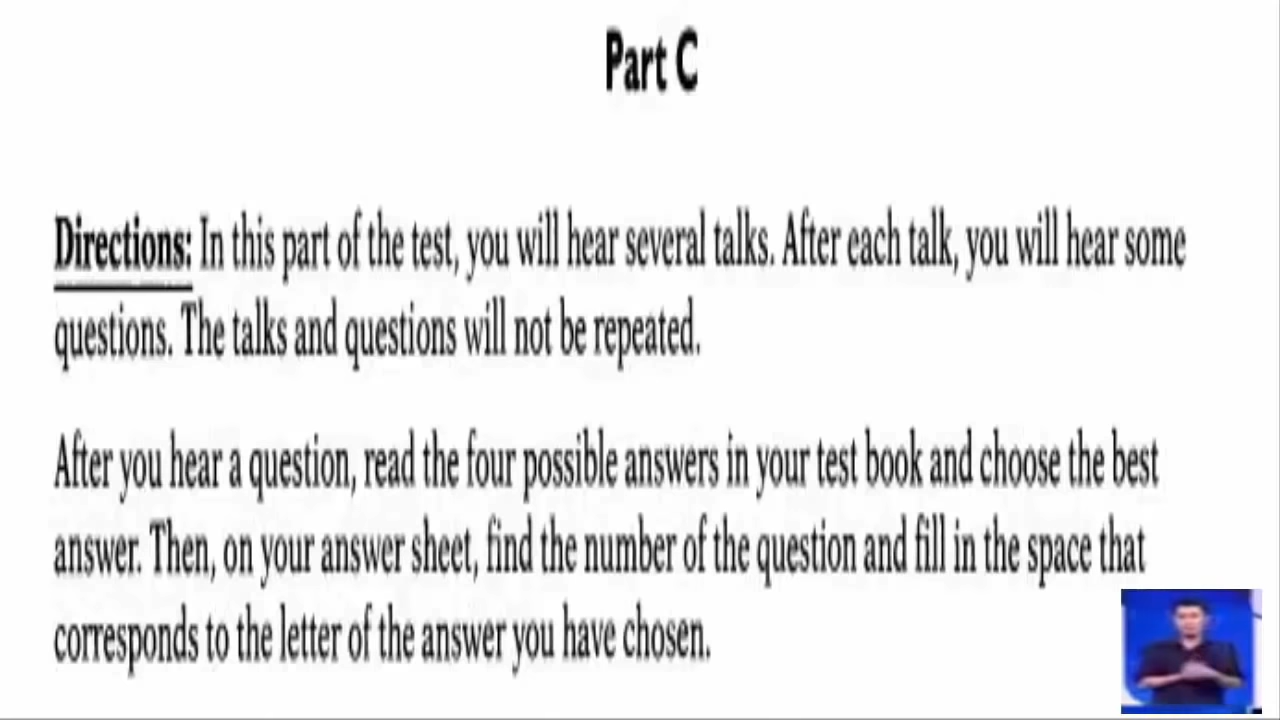 Part C
Directions: In this part of the test, you will hear several talks. After each talk, you will hear some
questions. The talks and questions will not be repeated.
After you hear a question, read the four possible answers in your test book and choose the best
answer. Then, on your answer sheet, find the number of the question and fill in the space that
corresponds to the letter of the answer you have chosen.